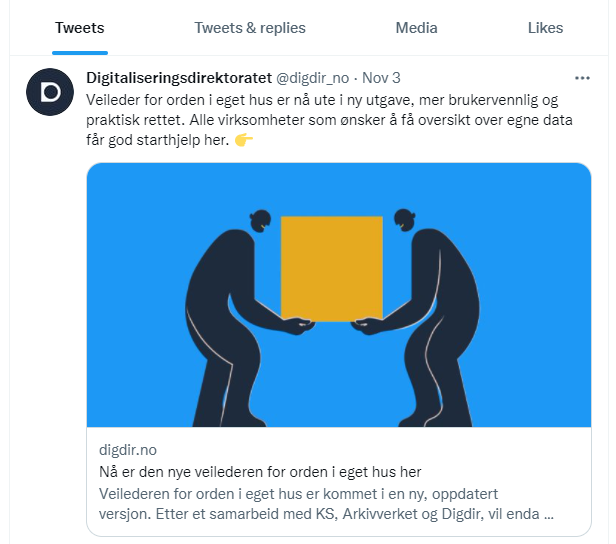 Tweets Tweets & replies Media Likes
Digitaliseringsdirektoratet @digdir_no · Nov 3
Veileder for orden i eget hus er nå ute i ny utgave, mer brukervennlig og
praktisk rettet. Alle virksomheter som ønsker å få oversikt over egne data
får god starthjelp her. 👉
digdir.no
Nå er den nye veilederen for orden i eget hus her
Veilederen for orden i eget hus er kommet i en ny, oppdatert
versjon. Etter et samarbeid med KS, Arkivverket og Digdir, vil enda ...